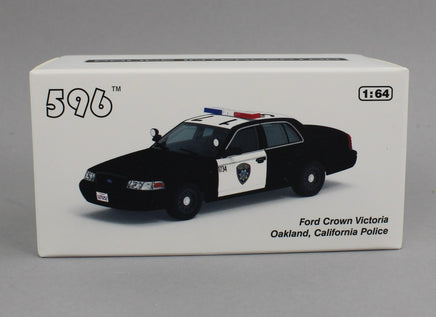 596™
1:64
Ford Crown Victoria
Oakland, California Police